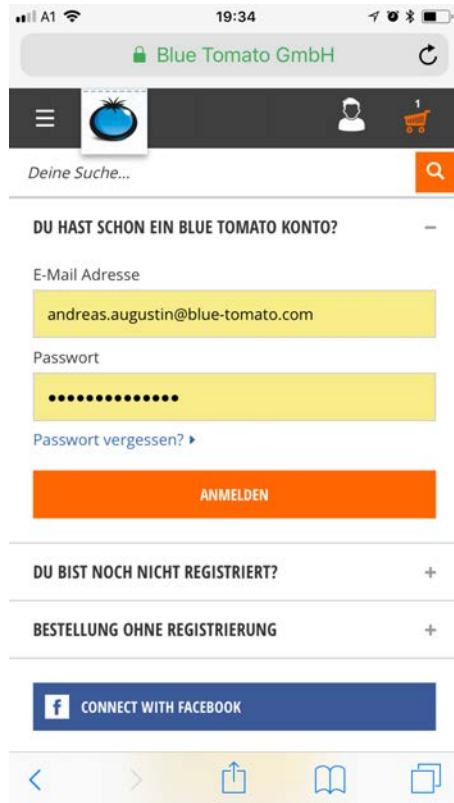 A1 19:34
Blue Tomato GmbH
1
Deine Suche...
DU HAST SCHON EIN BLUE TOMATO KONTO?
E-Mail Adresse
andreas.augustin@blue-tomato.com
Passwort
••••••••••••••
Passwort vergessen?
ANMELDEN
DU BIST NOCH NICHT REGISTRIERT?
BESTELLUNG OHNE REGISTRIERUNG
f CONNECT WITH FACEBOOK